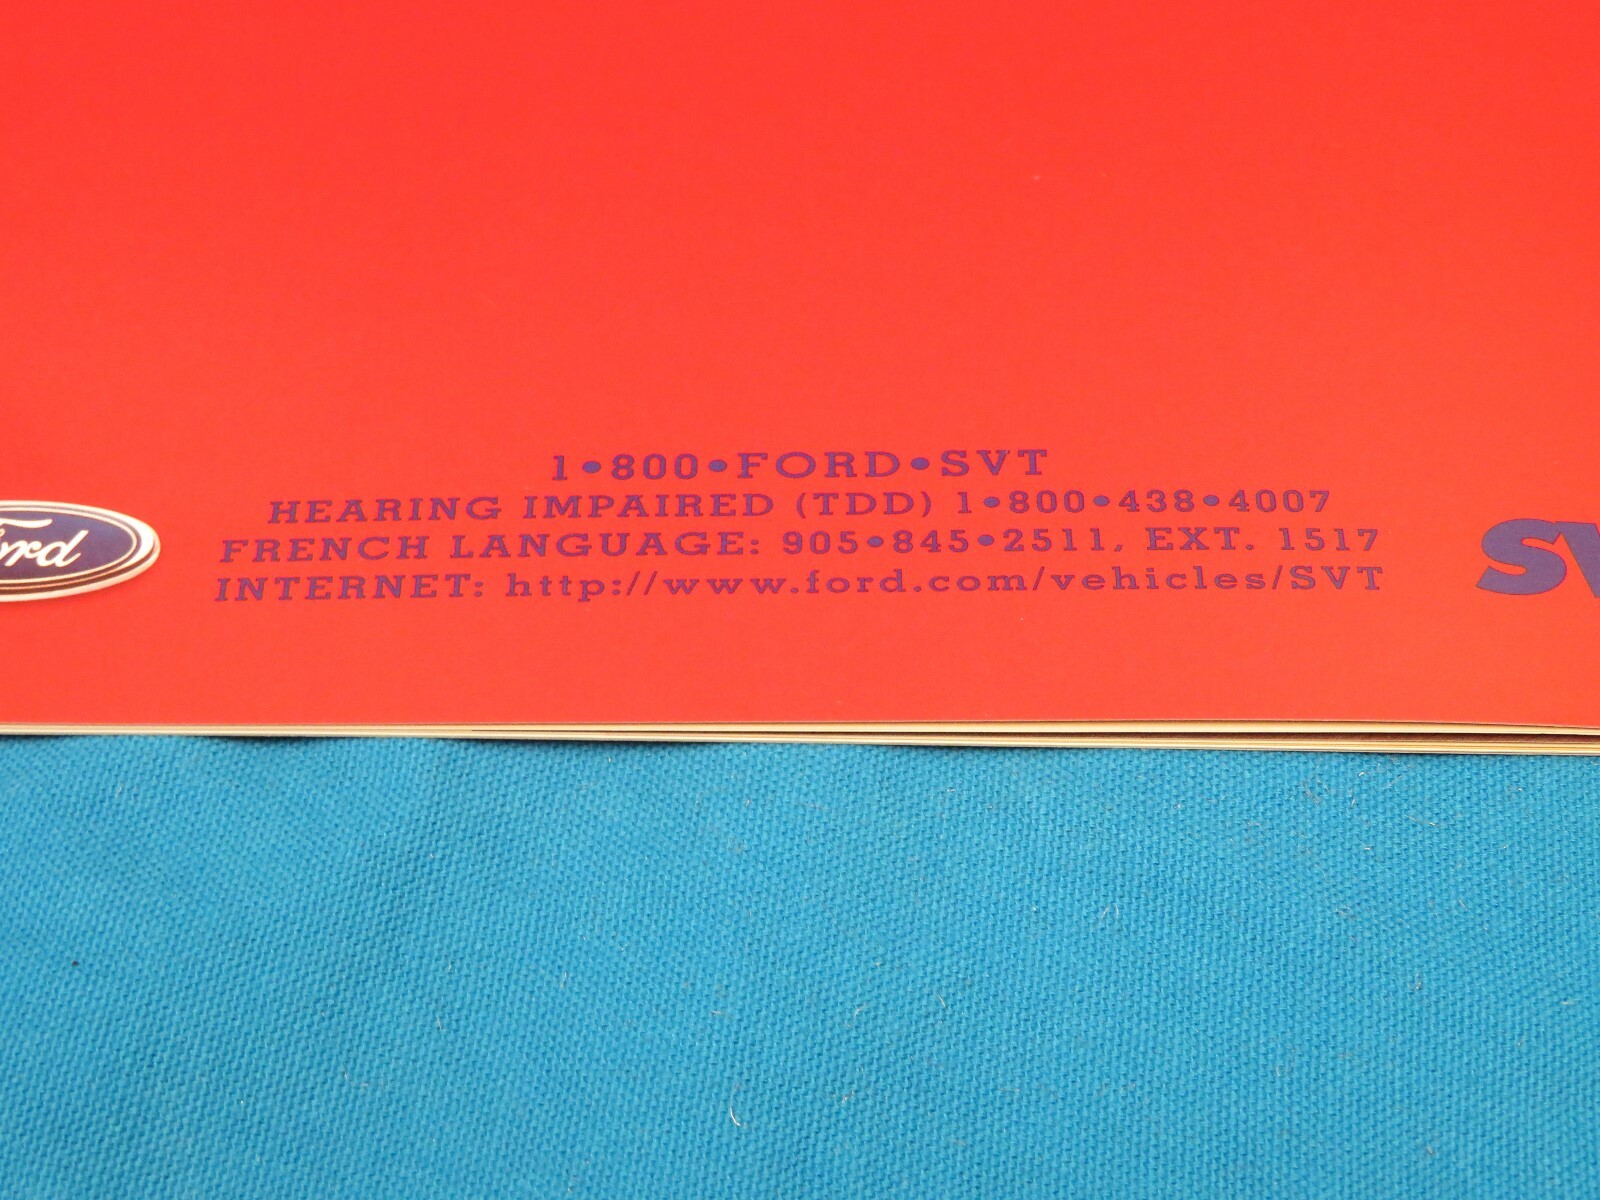 1•800•FORD•SVT
HEARING IMPAIRED (TDD) 1•800•438•4007
FRENCH LANGUAGE: 905•845•2511, EXT. 1517
INTERNET: http://www.ford.com/vehicles/SVT